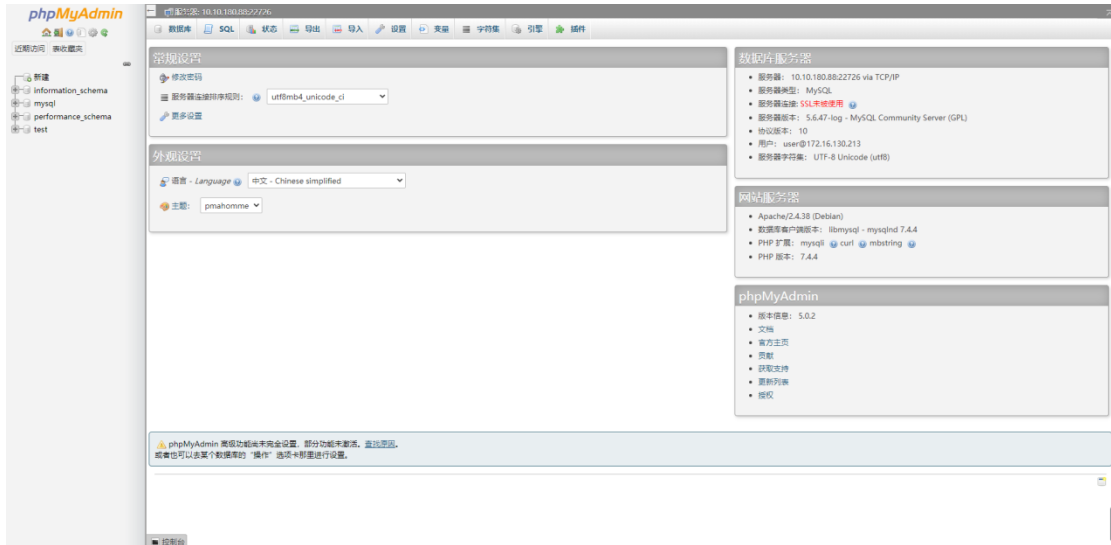 phpMyAdmin
近期访问 表收藏夹
新建
information_schema
mysql
performance_schema
test
服务器: 10.10.180.88:22726
数据库 SQL 状态 导出 导入 设置 变量 字符集 引擎 插件
常规设置
修改密码
服务器连接排序规则: utf8mb4_unicode_ci
更多设置
外观设置
语言 - Language 中文 - Chinese simplified
主题: pmahomme
数据库服务器
服务器: 10.10.180.88:22726 via TCP/IP
服务器类型: MySQL
服务器连接: SSL未被使用
服务器版本: 5.6.47-log - MySQL Community Server (GPL)
协议版本: 10
用户: user@172.16.130.213
服务器字符集: UTF-8 Unicode (utf8)
网站服务器
Apache/2.4.38 (Debian)
数据库客户端版本: libmysql - mysqlnd 7.4.4
PHP 扩展: mysqli curl mbstring
PHP 版本: 7.4.4
phpMyAdmin
版本信息: 5.0.2
文档
官方主页
贡献
获取支持
更新列表
授权
phpMyAdmin 高级功能尚未完全设置，部分功能未激活。查找原因。
或者也可以去某个数据库的 “操作” 选项卡那里进行设置。
控制台